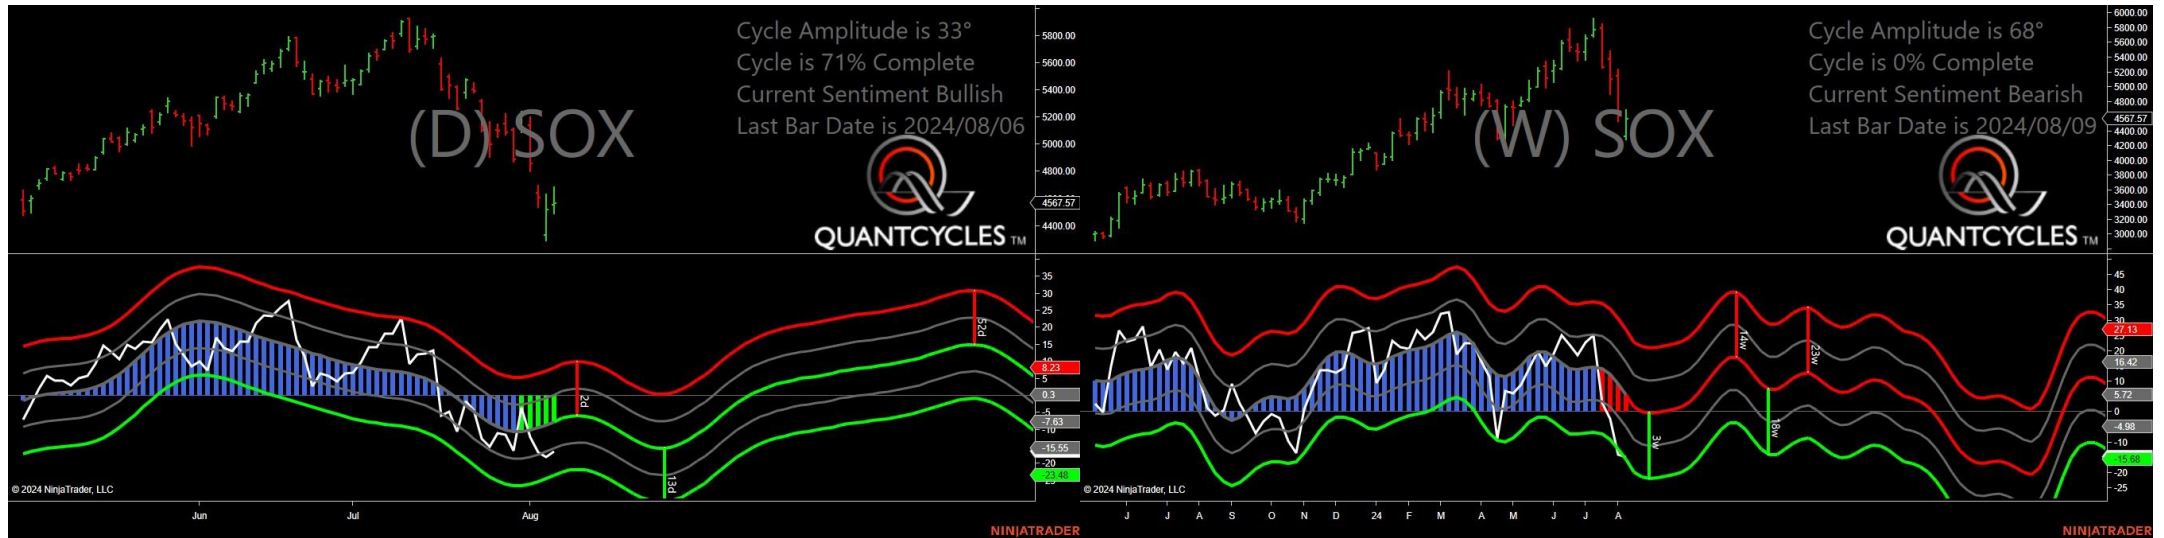 Cycle Amplitude is 33°
Cycle is 71% Complete
Current Sentiment Bullish
Last Bar Date is 2024/08/06
(D) SOX
QUANTCYCLES TM
5800.00
5600.00
5400.00
5200.00
5000.00
4800.00
4567.57
4400.00
35
30
25
20
15
8.23
5
0.3
-5
-7.63
-10
-15.55
-20
-23.48
2d
13d
52d
© 2024 NinjaTrader, LLC
Jun
Jul
Aug
NINJATRADER
Cycle Amplitude is 68°
Cycle is 0% Complete
Current Sentiment Bearish
Last Bar Date is 2024/08/09
(W) SOX
QUANTCYCLES TM
6000.00
5800.00
5600.00
5400.00
5200.00
5000.00
4800.00
4567.57
4400.00
4200.00
4000.00
3800.00
3600.00
3400.00
3200.00
3000.00
45
40
35
30
27.13
20
16.42
10
5.72
0
-4.98
-10
-15.68
-20
-25
3w
14w
18w
23w
© 2024 NinjaTrader, LLC
J
J
A
S
O
N
D
24
F
M
A
M
J
J
A
NINJATRADER